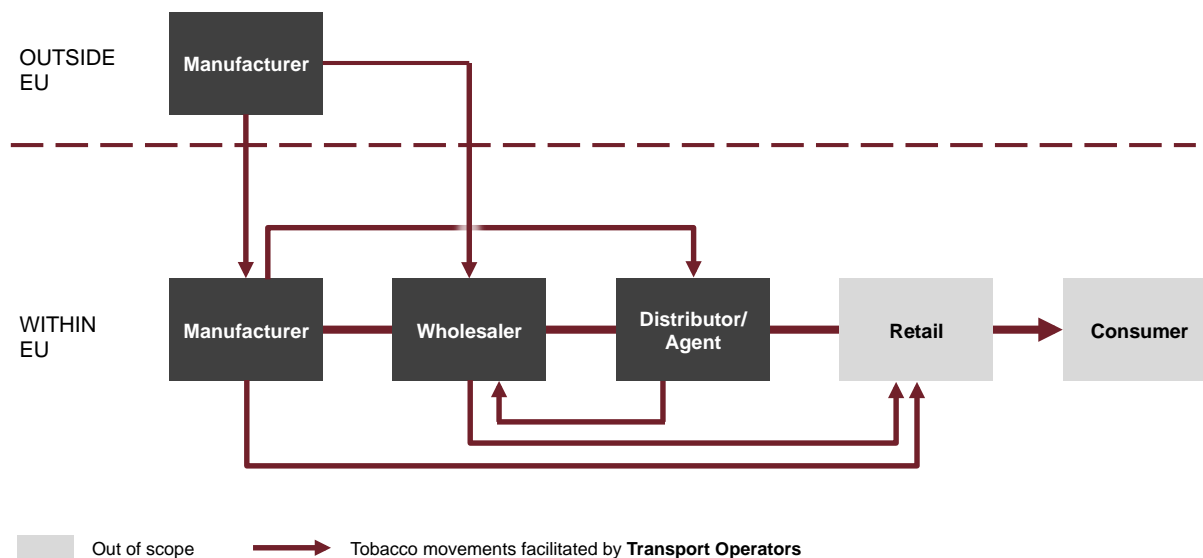 OUTSIDE
EU
Manufacturer
WITHIN
EU
Manufacturer
Wholesaler
Distributor/
Agent
Retail
Consumer
Out of scope
Tobacco movements facilitated by Transport Operators